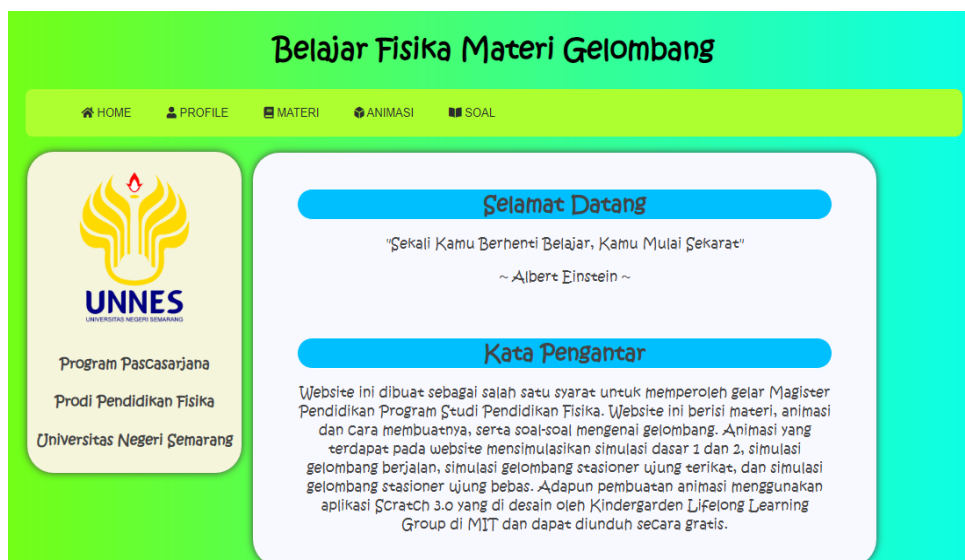 Belajar Fisika Materi Gelombang
HOME PROFILE MATERI ANIMASI SOAL
UNNES
UNIVERSITAS NEGERI SEMARANG
Program Pascasarjana
Prodi Pendidikan Fisika
Universitas Negeri Semarang
Selamat Datang
"Sekali Kamu Berhenti Belajar, Kamu Mulai Sekarat"
~ Albert Einstein ~
Kata Pengantar
Website ini dibuat sebagai salah satu syarat untuk memperoleh gelar Magister
Pendidikan Program Studi Pendidikan Fisika. Website ini berisi materi, animasi
dan cara membuatnya, serta soal-soal mengenai gelombang. Animasi yang
terdapat pada website mensimulasikan simulasi dasar 1 dan 2, simulasi
gelombang berjalan, simulasi gelombang stasioner ujung terikat, dan simulasi
gelombang stasioner ujung bebas. Adapun pembuatan animasi menggunakan
aplikasi Scratch 3.0 yang di desain oleh Kindergarden Lifelong Learning
Group di MIT dan dapat diunduh secara gratis.